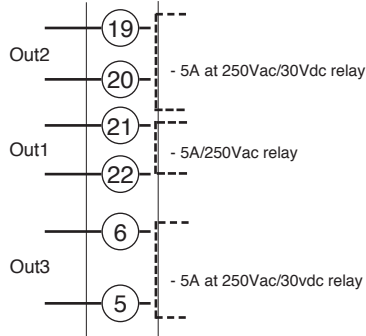 19
Out2
20
- 5A at 250Vac/30Vdc relay
21
Out1
- 5A/250Vac relay
22
6
Out3
- 5A at 250Vac/30vdc relay
5